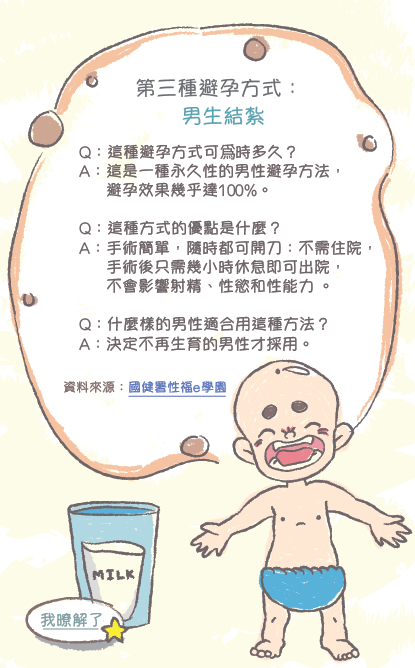 第三種避孕方式：
男生結紮
Q：這種避孕方式可為時多久？
A：這是一種永久性的男性避孕方法，
避孕效果幾乎達100%。
Q：這種方式的優點是什麼？
A：手術簡單，隨時都可開刀；不需住院，
手術後只需幾小時休息即可出院，
不會影響射精、性慾和性能力。
Q：什麼樣的男性適合用這種方法？
A：決定不再生育的男性才採用。
資料來源：國健署性福e學園
MILK
我暸解了